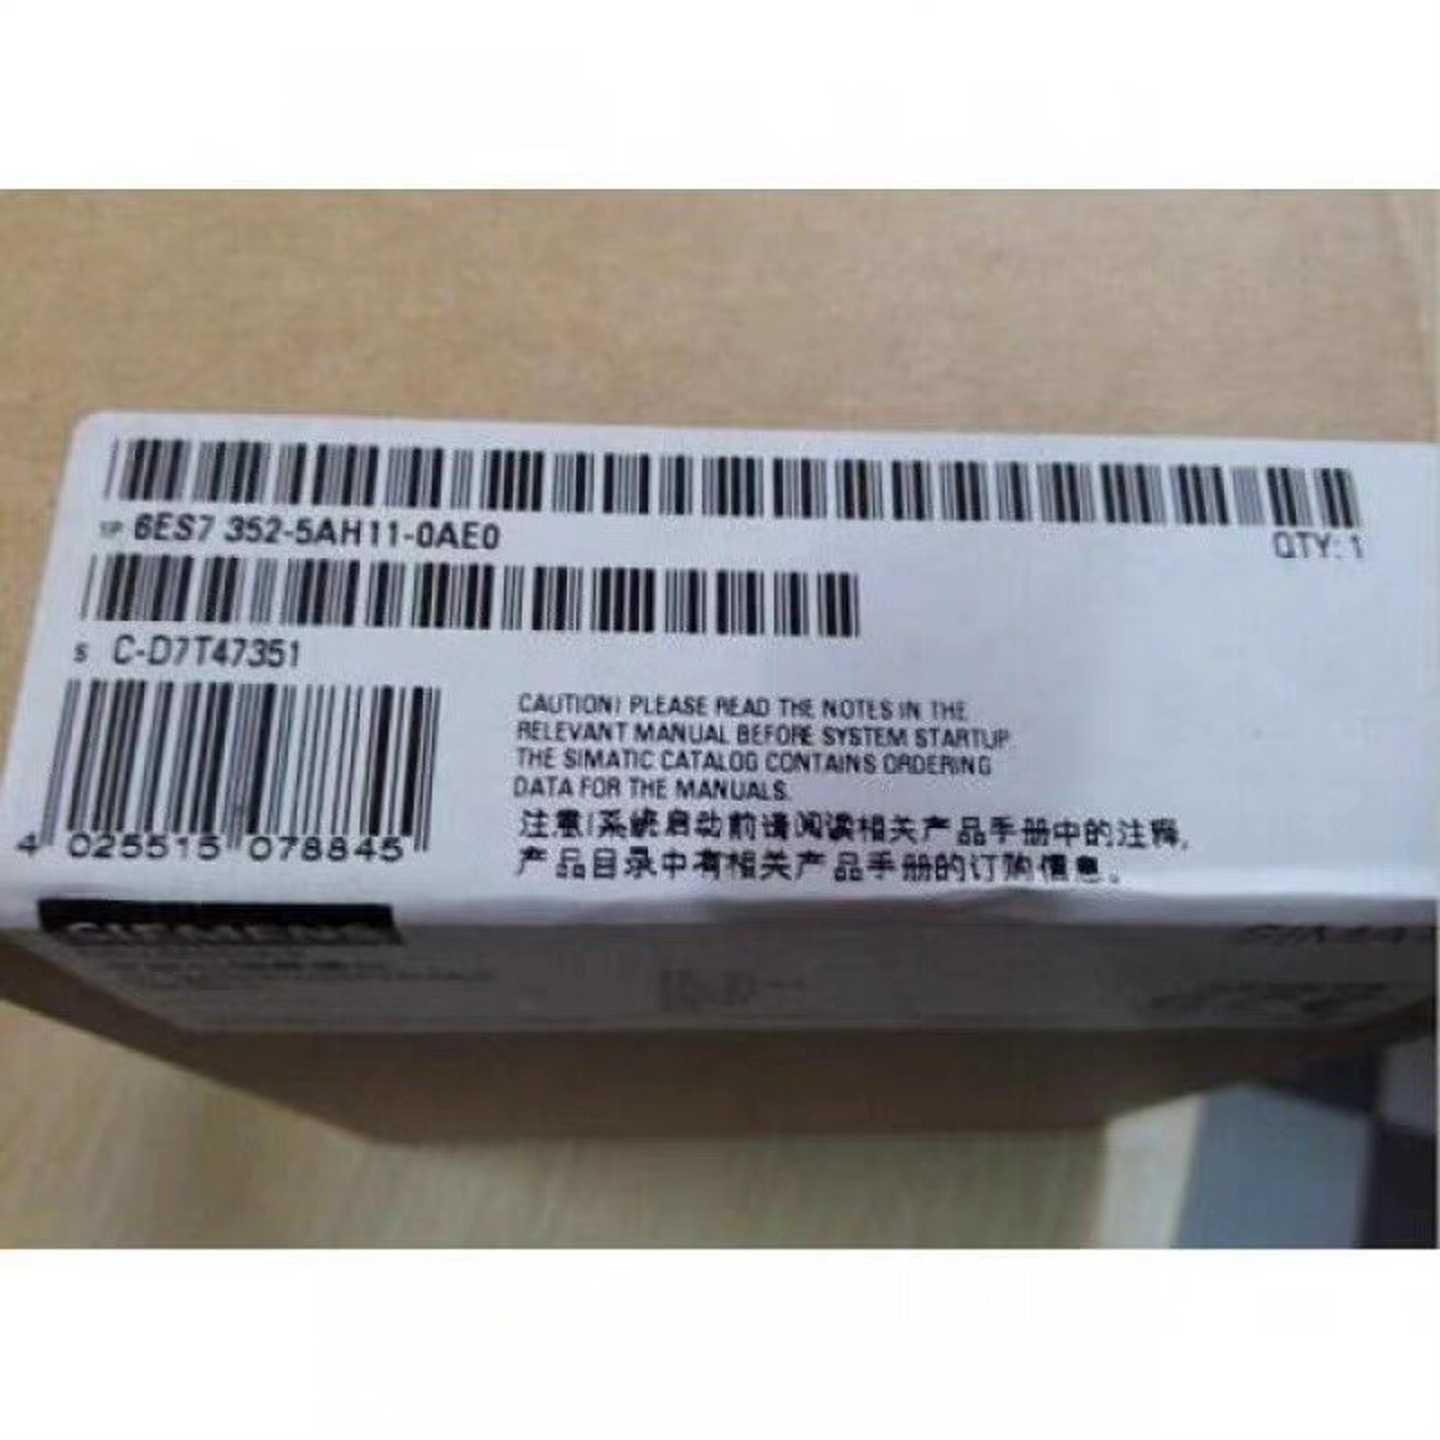 1P 6ES7 352-5AH11-0AE0
QTY: 1
S C-D7T47351
4 025515 078845
CAUTION! PLEASE READ THE NOTES IN THE
RELEVANT MANUAL BEFORE SYSTEM STARTUP
THE SIMATIC CATALOG CONTAINS ORDERING
DATA FOR THE MANUALS.
注意!系统启动前请阅读相关产品手册中的注释,
产品目录中有相关产品手册的订购信息。
SIEMENS